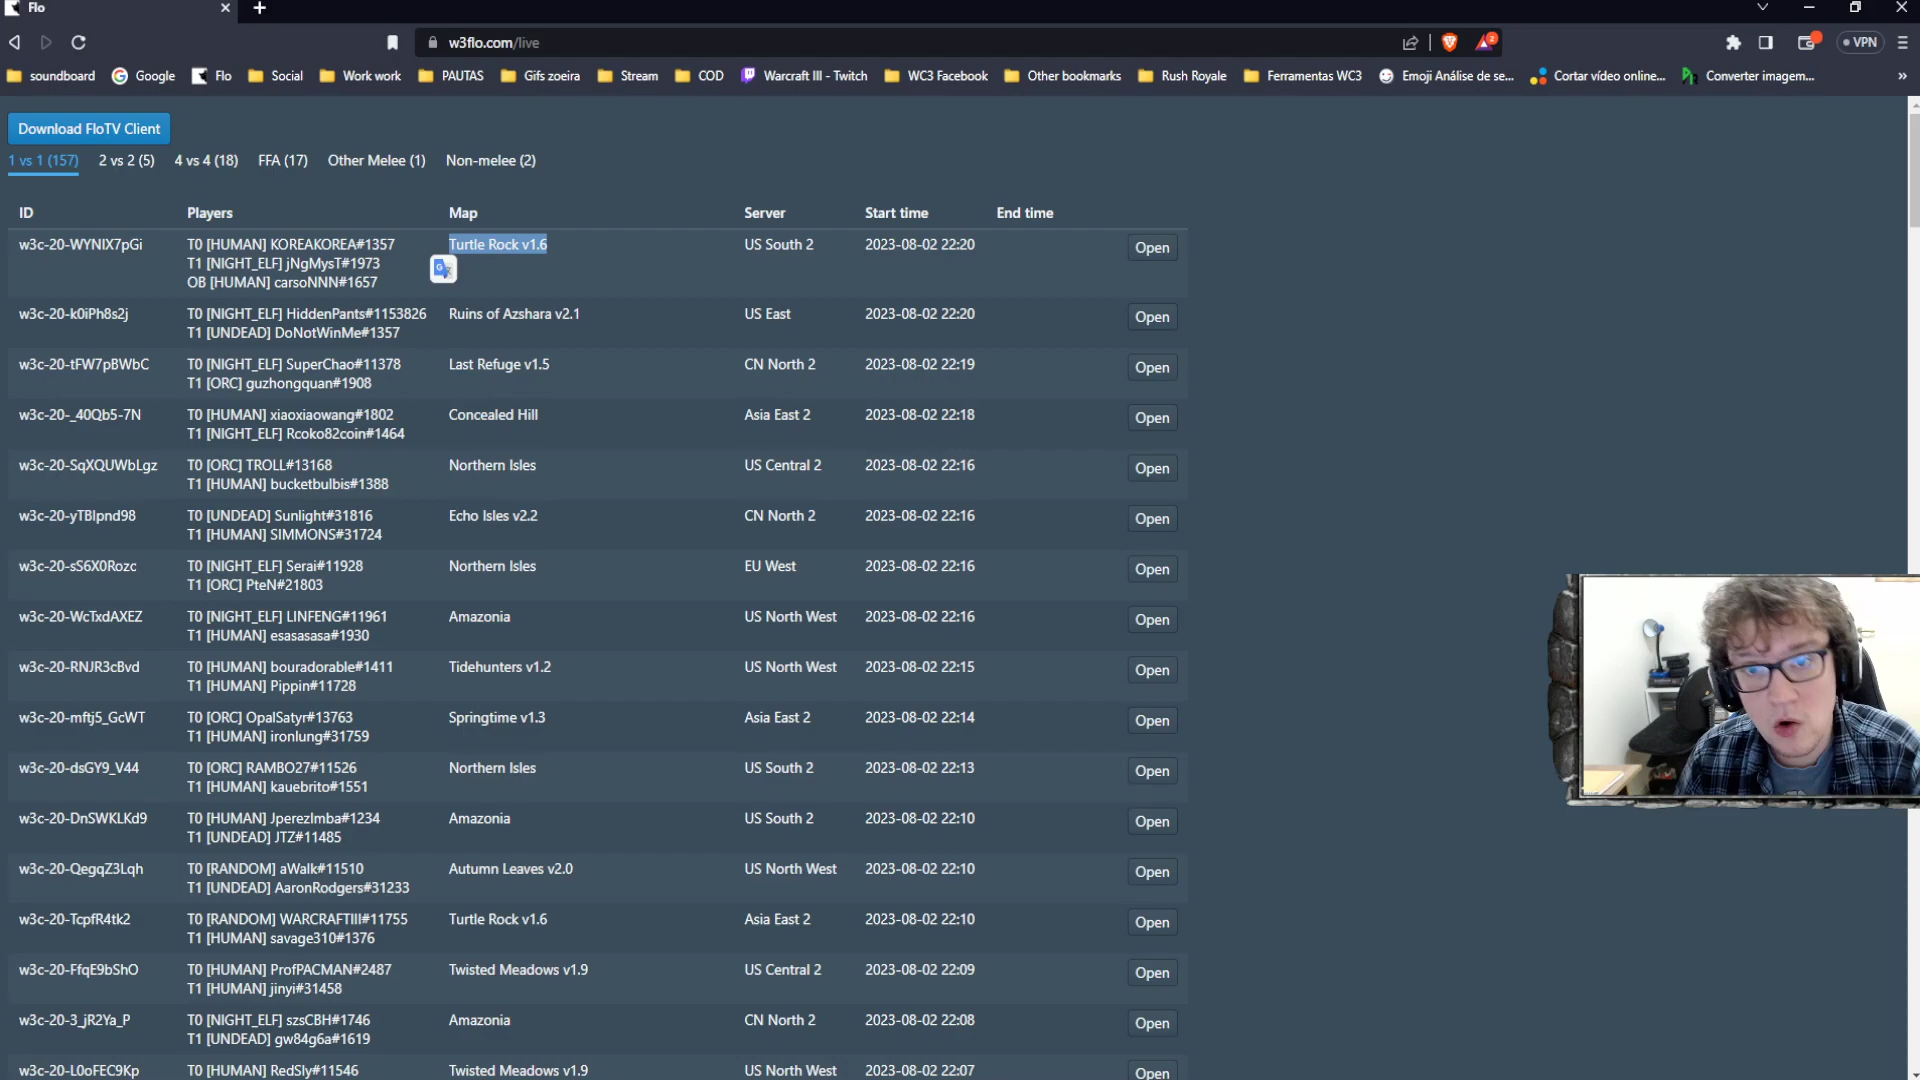 Flo
w3flo.com/live
2
VPN
soundboard
Google
Flo
Social
Work work
PAUTAS
Gifs zoeira
Stream
COD
Warcraft III - Twitch
WC3 Facebook
Other bookmarks
Rush Royale
Ferramentas WC3
Emoji Análise de se...
Cortar vídeo online...
Converter imagem...
Download FloTV Client
1 vs 1 (157) 2 vs 2 (5) 4 vs 4 (18) FFA (17) Other Melee (1) Non-melee (2)
ID Players Map Server Start time End time
w3c-20-WYNIX7pGi T0 [HUMAN] KOREAKOREA#1357 Turtle Rock v1.6 US South 2 2023-08-02 22:20 Open
T1 [NIGHT_ELF] jNgMysT#1973
OB [HUMAN] carsoNNN#1657
w3c-20-k0iPh8s2j T0 [NIGHT_ELF] HiddenPants#1153826 Ruins of Azshara v2.1 US East 2023-08-02 22:20 Open
T1 [UNDEAD] DoNotWinMe#1357
w3c-20-tFW7pBWbC T0 [NIGHT_ELF] SuperChao#11378 Last Refuge v1.5 CN North 2 2023-08-02 22:19 Open
T1 [ORC] guzhongquan#1908
w3c-20-_40Qb5-7N T0 [HUMAN] xiaoxiaowang#1802 Concealed Hill Asia East 2 2023-08-02 22:18 Open
T1 [NIGHT_ELF] Rcoko82coin#1464
w3c-20-SqXQUWbLgz T0 [ORC] TROLL#13168 Northern Isles US Central 2 2023-08-02 22:16 Open
T1 [HUMAN] bucketbulbis#1388
w3c-20-yTBlpnd98 T0 [UNDEAD] Sunlight#31816 Echo Isles v2.2 CN North 2 2023-08-02 22:16 Open
T1 [HUMAN] SIMMONS#31724
w3c-20-sS6X0Rozc T0 [NIGHT_ELF] Serai#11928 Northern Isles EU West 2023-08-02 22:16 Open
T1 [ORC] PteN#21803
w3c-20-WcTxdAXEZ T0 [NIGHT_ELF] LINFENG#11961 Amazonia US North West 2023-08-02 22:16 Open
T1 [HUMAN] esasasasa#1930
w3c-20-RNJR3cBvd T0 [HUMAN] bouradorable#1411 Tidehunters v1.2 US North West 2023-08-02 22:15 Open
T1 [HUMAN] Pippin#11728
w3c-20-mftj5_GcWT T0 [ORC] OpalSatyr#13763 Springtime v1.3 Asia East 2 2023-08-02 22:14 Open
T1 [HUMAN] ironlung#31759
w3c-20-dsGY9_V44 T0 [ORC] RAMBO27#11526 Northern Isles US South 2 2023-08-02 22:13 Open
T1 [HUMAN] kauebrito#1551
w3c-20-DnSWKLKd9 T0 [HUMAN] JperezImba#1234 Amazonia US South 2 2023-08-02 22:10 Open
T1 [UNDEAD] JTZ#11485
w3c-20-QegqZ3Lqh T0 [RANDOM] aWalk#11510 Autumn Leaves v2.0 US North West 2023-08-02 22:10 Open
T1 [UNDEAD] AaronRodgers#31233
w3c-20-TcpfR4tk2 T0 [RANDOM] WARCRAFTIII#11755 Turtle Rock v1.6 Asia East 2 2023-08-02 22:10 Open
T1 [HUMAN] savage310#1376
w3c-20-FfqE9bShO T0 [HUMAN] ProfPACMAN#2487 Twisted Meadows v1.9 US Central 2 2023-08-02 22:09 Open
T1 [HUMAN] jinyi#31458
w3c-20-3_jR2Ya_P T0 [NIGHT_ELF] szsCBH#1746 Amazonia CN North 2 2023-08-02 22:08 Open
T1 [UNDEAD] gw84g6a#1619
w3c-20-L0oFEC9Kp T0 [HUMAN] RedSly#11546 Twisted Meadows v1.9 US North West 2023-08-02 22:07 Open